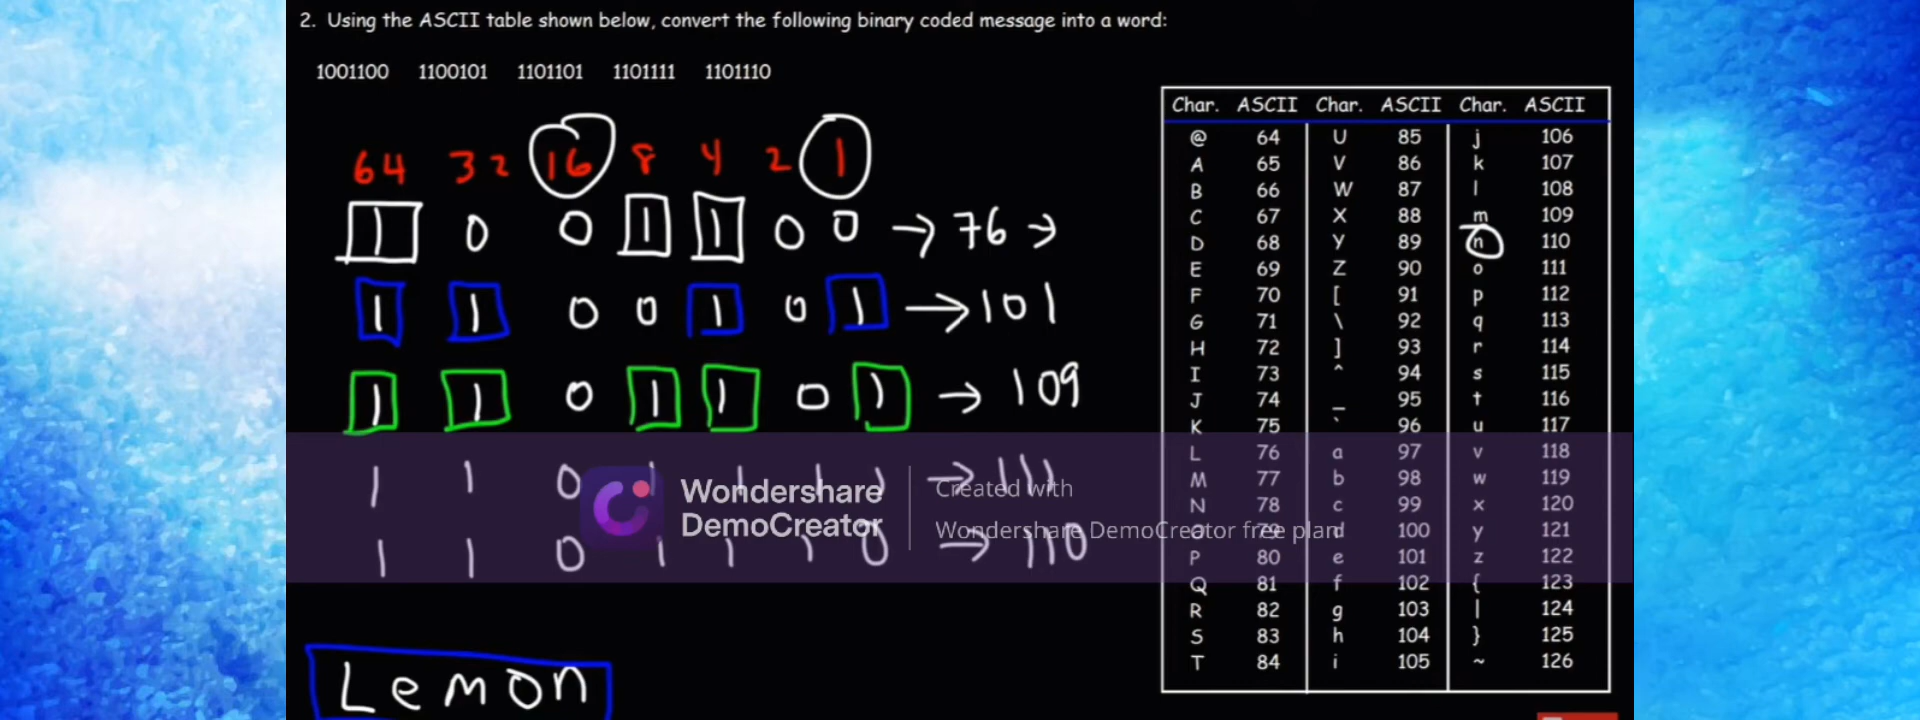 2. Using the ASCII table shown below, convert the following binary coded message into a word:
1001100 1100101 1101101 1101111 1101110
64 32 16 8 4 2 1
1 0 0 1 1 0 0 → 76 →
1 1 0 0 1 0 1 → 101
1 1 0 1 1 0 1 → 109
1 1 0 1 1 1 1 → 111
1 1 0 1 1 1 0 → 110
Lemon
Char. ASCII Char. ASCII Char. ASCII
@ 64 U 85 j 106
A 65 V 86 k 107
B 66 W 87 l 108
C 67 X 88 m 109
D 68 Y 89 n 110
E 69 Z 90 o 111
F 70 [ 91 p 112
G 71 \ 92 q 113
H 72 ] 93 r 114
I 73 ^ 94 s 115
J 74 _ 95 t 116
K 75 ` 96 u 117
L 76 a 97 v 118
M 77 b 98 w 119
N 78 c 99 x 120
O 79 d 100 y 121
P 80 e 101 z 122
Q 81 f 102 { 123
R 82 g 103 | 124
S 83 h 104 } 125
T 84 i 105 ~ 126
Wondershare
DemoCreator
Created with
Wondershare DemoCreator free plan